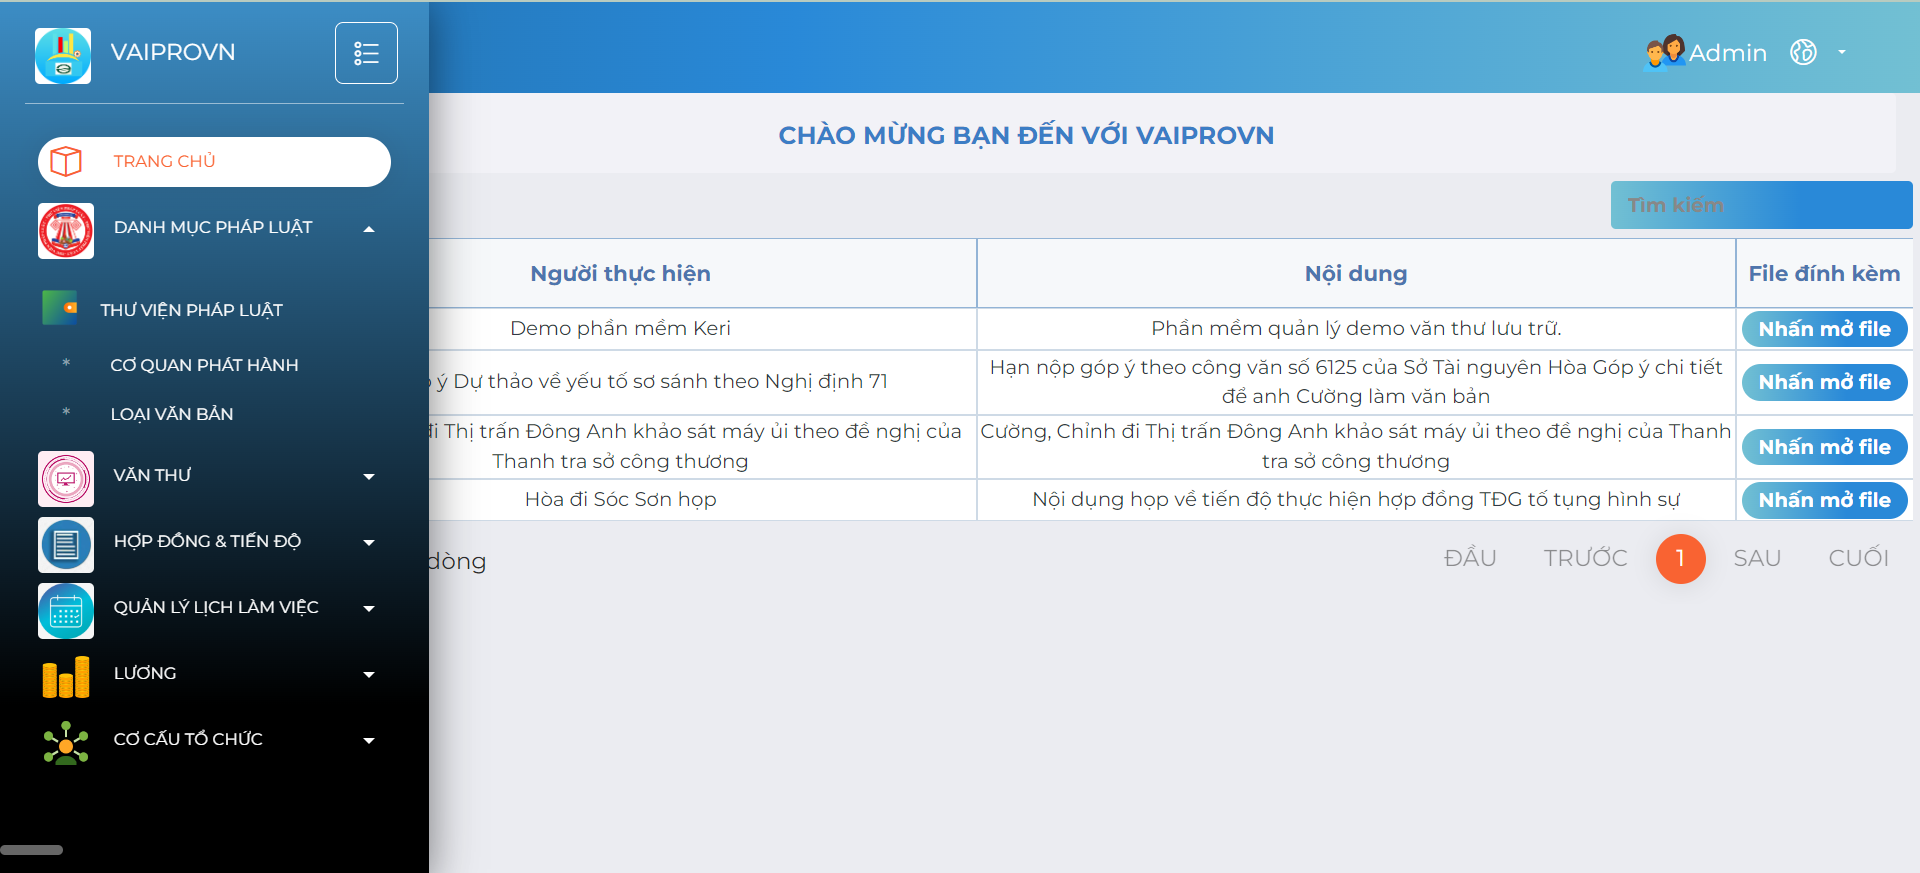 VAIPROVN
TRANG CHỦ
DANH MỤC PHÁP LUẬT
THƯ VIỆN PHÁP LUẬT
* CƠ QUAN PHÁT HÀNH
* LOẠI VĂN BẢN
VĂN THƯ
HỢP ĐỒNG & TIẾN ĐỘ
QUẢN LÝ LỊCH LÀM VIỆC
LƯƠNG
CƠ CẤU TỔ CHỨC
Admin
CHÀO MỪNG BẠN ĐẾN VỚI VAIPROVN
Tìm kiếm
Người thực hiện
Nội dung
File đính kèm
Demo phần mềm Keri
Phần mềm quản lý demo văn thư lưu trữ.
Nhấn mở file
ý Dự thảo về yếu tố sơ sánh theo Nghị định 71
Hạn nộp góp ý theo công văn số 6125 của Sở Tài nguyên Hòa Góp ý chi tiết
để anh Cường làm văn bản
Nhấn mở file
đi Thị trấn Đông Anh khảo sát máy ủi theo đề nghị của
Thanh tra sở công thương
Cường, Chỉnh đi Thị trấn Đông Anh khảo sát máy ủi theo đề nghị của Thanh
tra sở công thương
Nhấn mở file
Hòa đi Sóc Sơn họp
Nội dụng họp về tiến độ thực hiện hợp đồng TĐG tố tụng hình sự
Nhấn mở file
dòng
ĐẦU TRƯỚC 1 SAU CUỐI